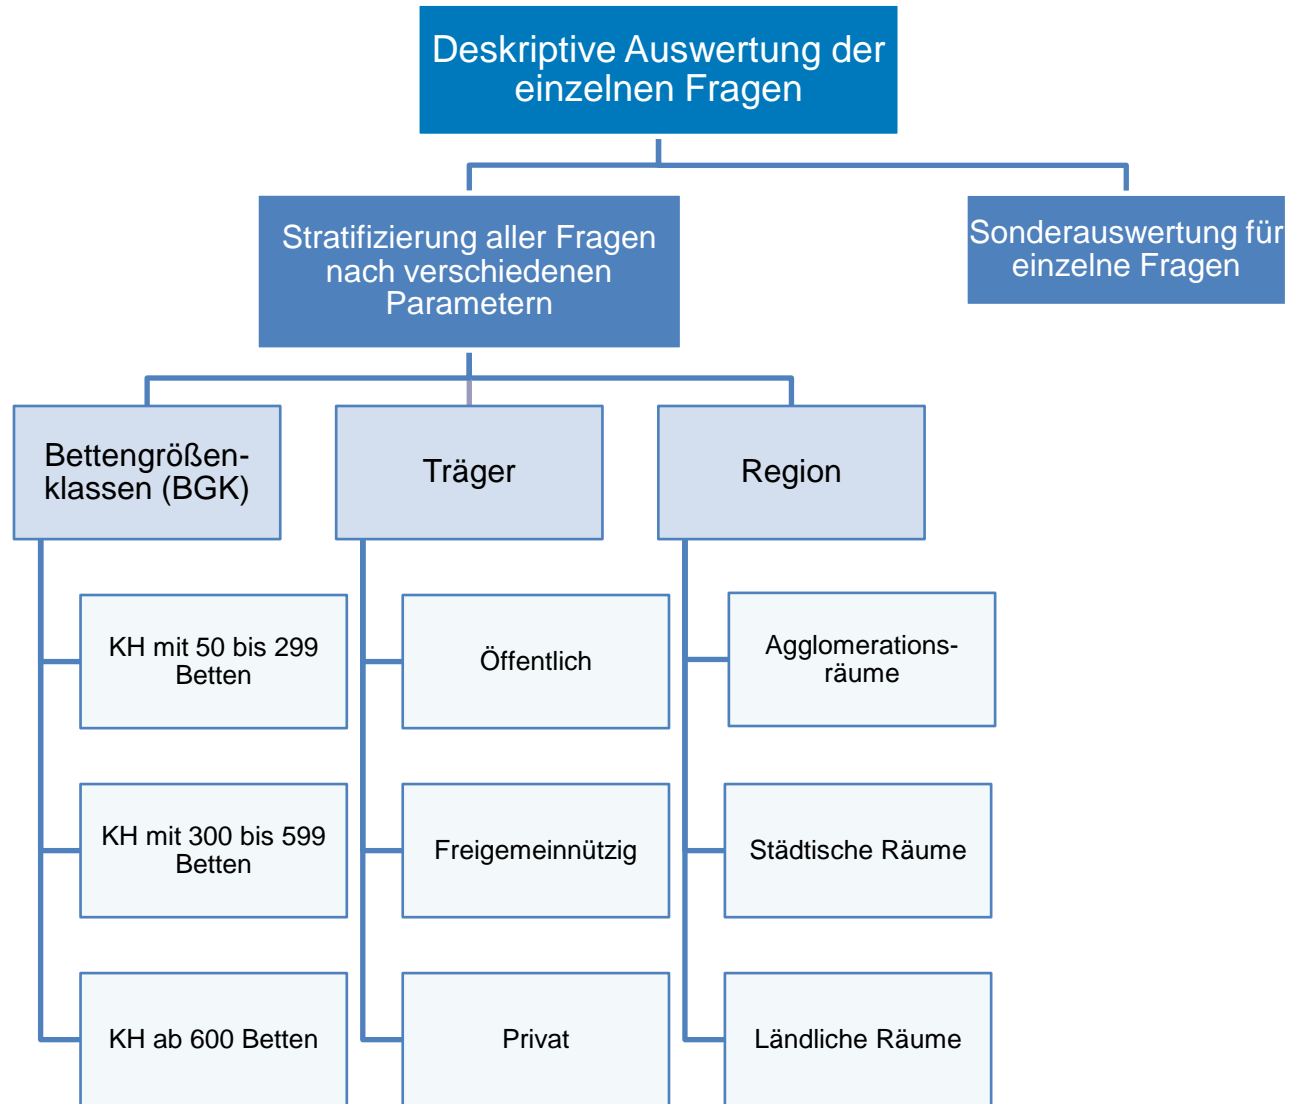 Deskriptive Auswertung der
einzelnen Fragen
Stratifizierung aller Fragen
nach verschiedenen
Parametern
Sonderauswertung für
einzelne Fragen
Bettengrößen-
klassen (BGK)
Träger
Region
KH mit 50 bis 299
Betten
Öffentlich
Agglomerations-
räume
KH mit 300 bis 599
Betten
Freigemeinnützig
Städtische Räume
KH ab 600 Betten
Privat
Ländliche Räume